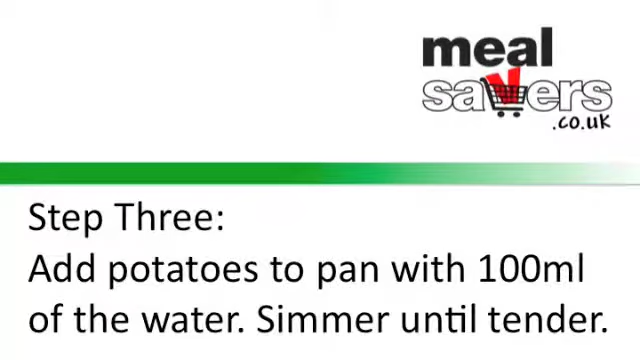 meal
savers
.co.uk
Step Three:
Add potatoes to pan with 100ml
of the water. Simmer until tender.